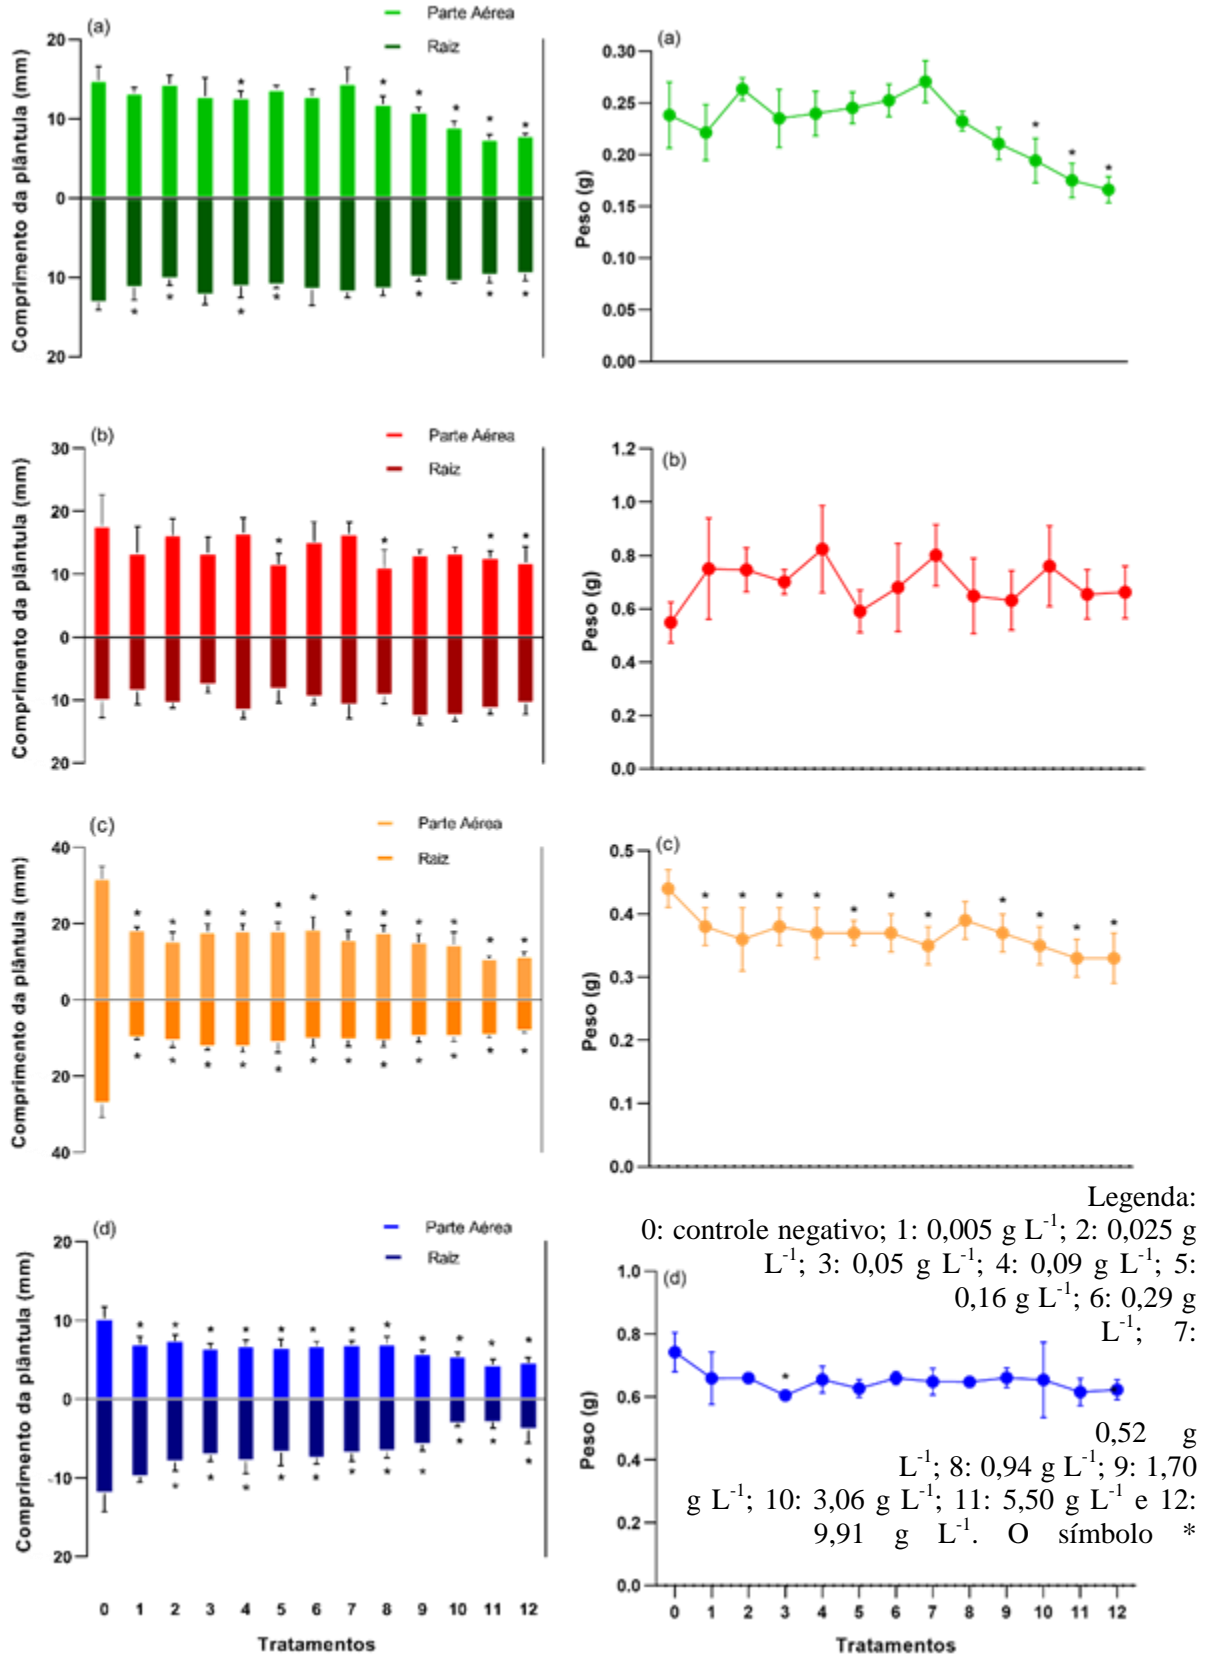 (a)
Parte Aérea
Raiz
20
10
0
10
20
Comprimento da plântula (mm)
* * * * * *
* * * * * * *
(a)
0.30
0.25
0.20
0.15
0.10
0.05
0.00
Peso (g)
* * *
(b)
Parte Aérea
Raiz
30
20
10
0
10
20
Comprimento da plântula (mm)
* * * *
(b)
1.2
1.0
0.8
0.6
0.4
0.2
0.0
Peso (g)
(c)
Parte Aérea
Raiz
40
20
0
20
40
Comprimento da plântula (mm)
* * * * * * * * * * * *
* * * * * * * * * * * *
(c)
0.5
0.4
0.3
0.2
0.1
0.0
Peso (g)
* * * * * * * * * * *
Legenda:
0: controle negativo; 1: 0,005 g L-1; 2: 0,025 g
L-1; 3: 0,05 g L-1; 4: 0,09 g L-1; 5:
0,16 g L-1; 6: 0,29 g
L-1; 7:
0,52 g
L-1; 8: 0,94 g L-1; 9: 1,70
g L-1; 10: 3,06 g L-1; 11: 5,50 g L-1 e 12:
9,91 g L-1. O símbolo *
(d)
Parte Aérea
Raiz
20
10
0
-10
20
Comprimento da plântula (mm)
* * * * * * * * * * * *
* * * * * * * * * * *
0 1 2 3 4 5 6 7 8 9 10 11 12
Tratamentos
(d)
1.0
0.8
0.6
0.4
0.2
0.0
Peso (g)
*
0 1 2 3 4 5 6 7 8 9 10 11 12
Tratamentos